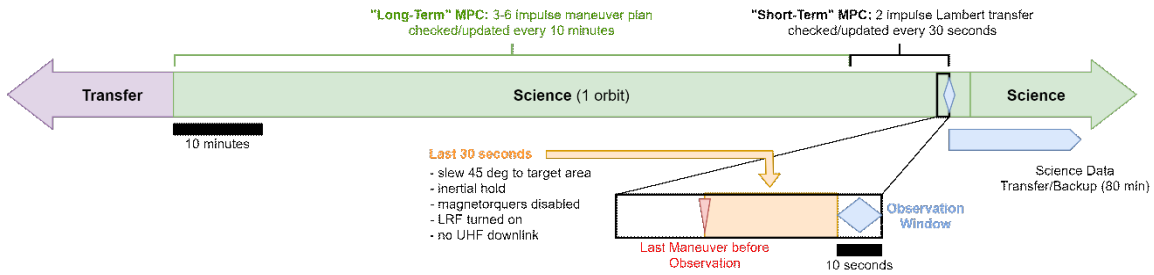 "Long-Term" MPC: 3-6 impulse maneuver plan
checked/updated every 10 minutes
"Short-Term" MPC: 2 impulse Lambert transfer
checked/updated every 30 seconds
Transfer
Science (1 orbit)
Science
10 minutes
Last 30 seconds
- slew 45 deg to target area
- inertial hold
- magnetorquers disabled
- LRF turned on
- no UHF downlink
Science Data
Transfer/Backup (80 min)
Observation
Window
Last Maneuver before
Observation
10 seconds